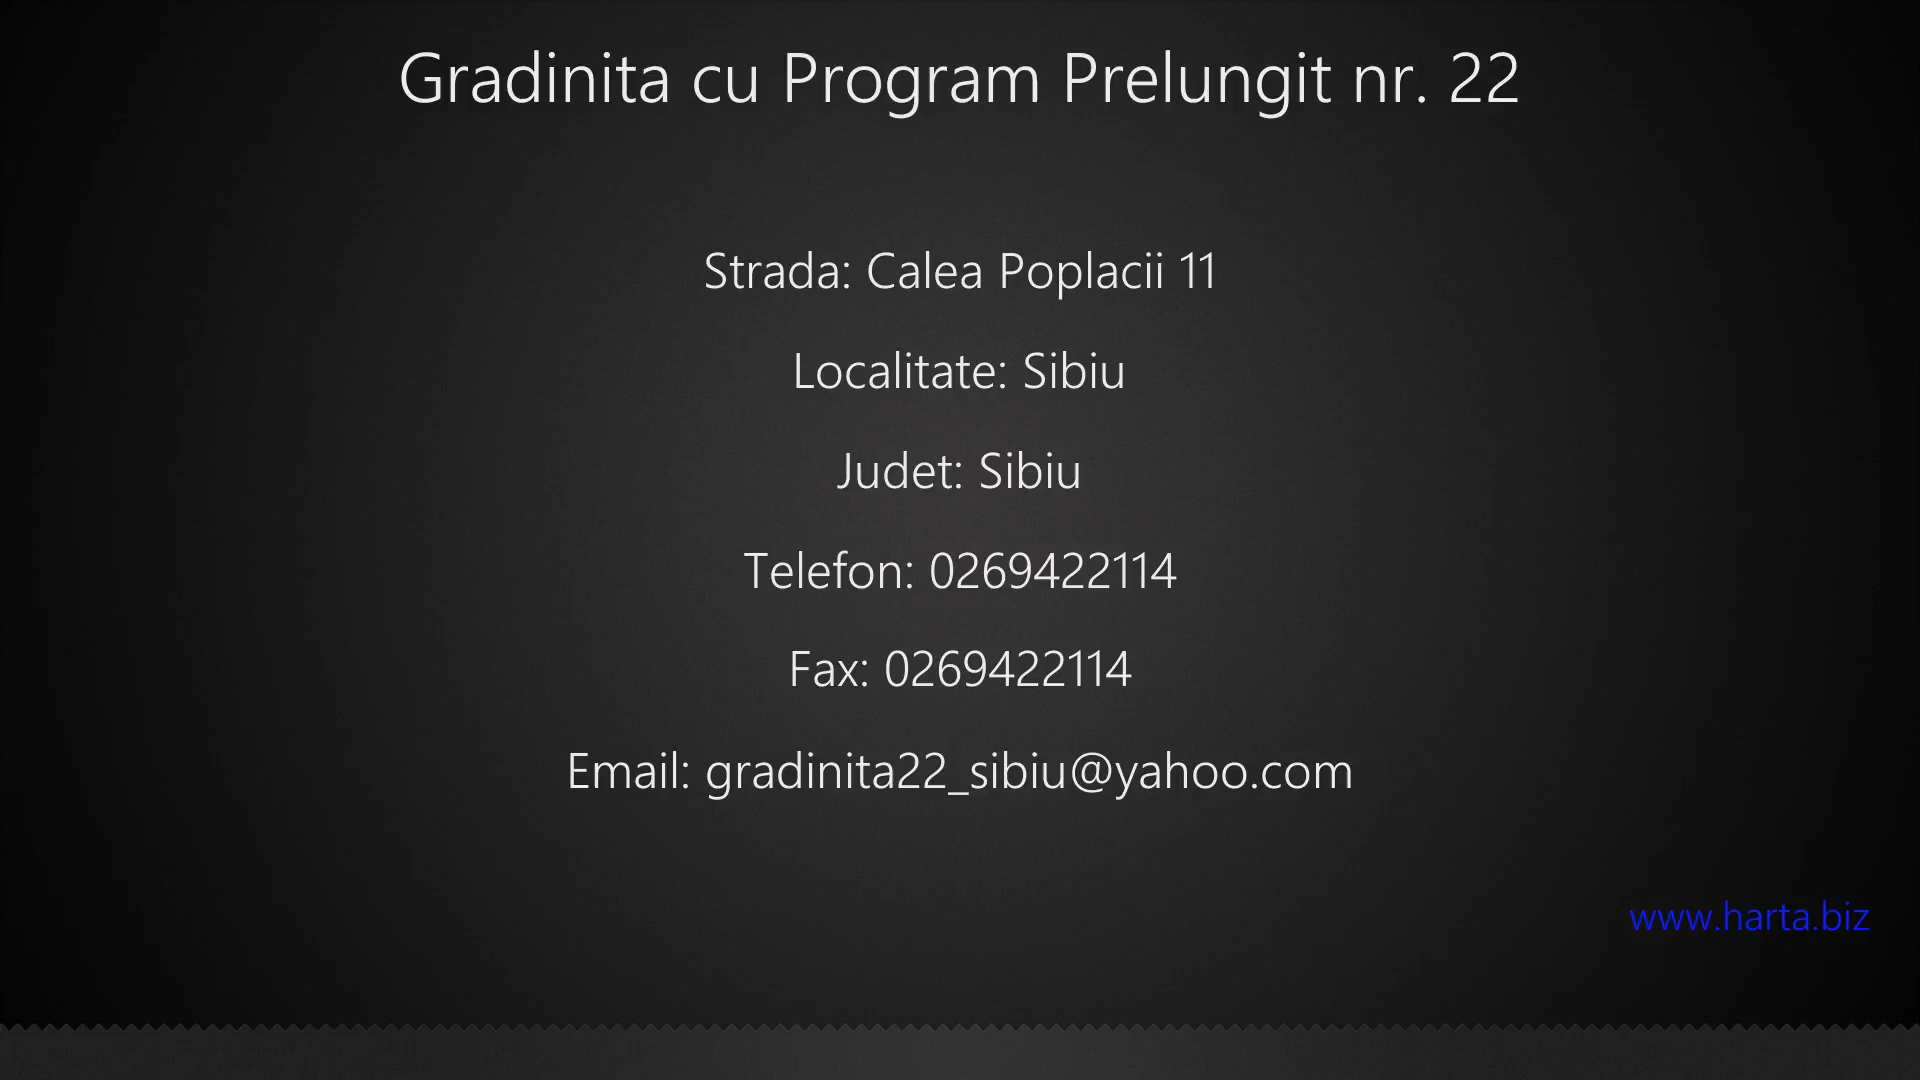 Gradinita cu Program Prelungit nr. 22
Strada: Calea Poplacii 11
Localitate: Sibiu
Judet: Sibiu
Telefon: 0269422114
Fax: 0269422114
Email: gradinita22_sibiu@yahoo.com
www.harta.biz